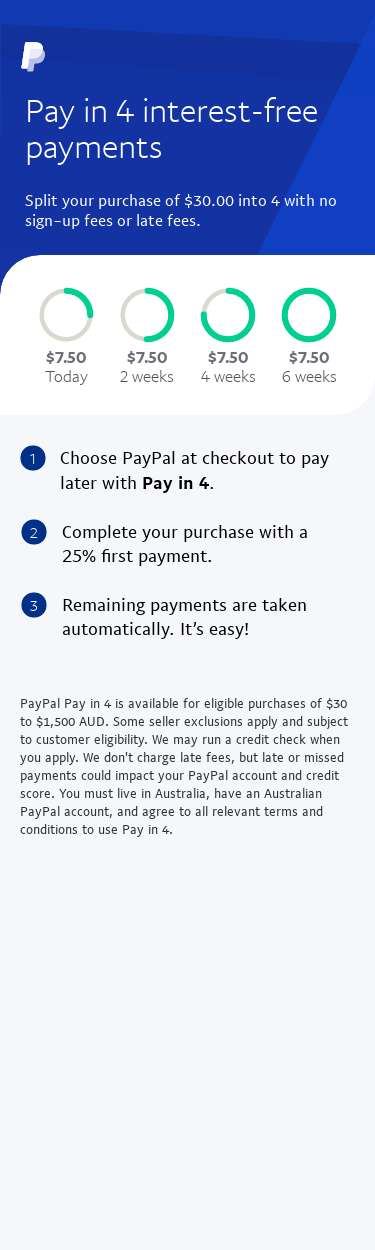 Pay in 4 interest-free
payments
Split your purchase of $30.00 into 4 with no
sign-up fees or late fees.
$7.50 $7.50 $7.50 $7.50
Today 2 weeks 4 weeks 6 weeks
1 Choose PayPal at checkout to pay
later with Pay in 4.
2 Complete your purchase with a
25% first payment.
3 Remaining payments are taken
automatically. It’s easy!
PayPal Pay in 4 is available for eligible purchases of $30
to $1,500 AUD. Some seller exclusions apply and subject
to customer eligibility. We may run a credit check when
you apply. We don't charge late fees, but late or missed
payments could impact your PayPal account and credit
score. You must live in Australia, have an Australian
PayPal account, and agree to all relevant terms and
conditions to use Pay in 4.